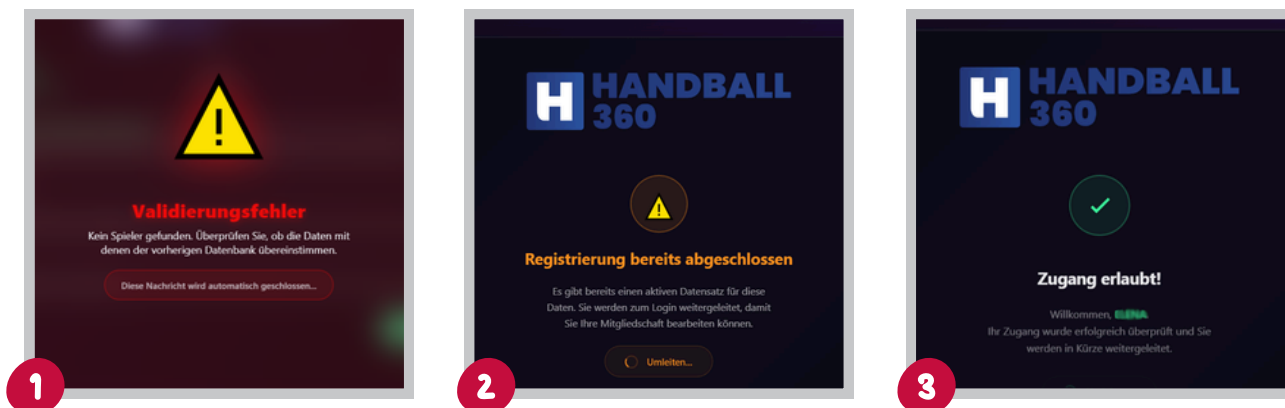 !
Validierungsfehler
Kein Spieler gefunden. Überprüfen Sie, ob die Daten mit
denen der vorherigen Datenbank übereinstimmen.
Diese Nachricht wird automatisch geschlossen...
1
H HANDBALL
360
!
Registrierung bereits abgeschlossen
Es gibt bereits einen aktiven Datensatz für diese
Daten. Sie werden zum Login weitergeleitet, damit
Sie Ihre Mitgliedschaft bearbeiten können.
Umleiten...
2
H HANDBALL
360
Zugang erlaubt!
Willkommen,
Ihr Zugang wurde erfolgreich überprüft und Sie
werden in Kürze weitergeleitet.
3